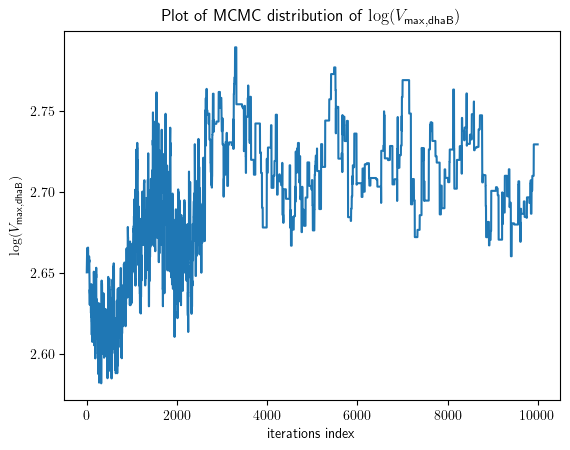 Plot of MCMC distribution of log(V_max,dhaB)
log(V_max,dhaB)
2.75
2.70
2.65
2.60
0 2000 4000 6000 8000 10000
iterations index